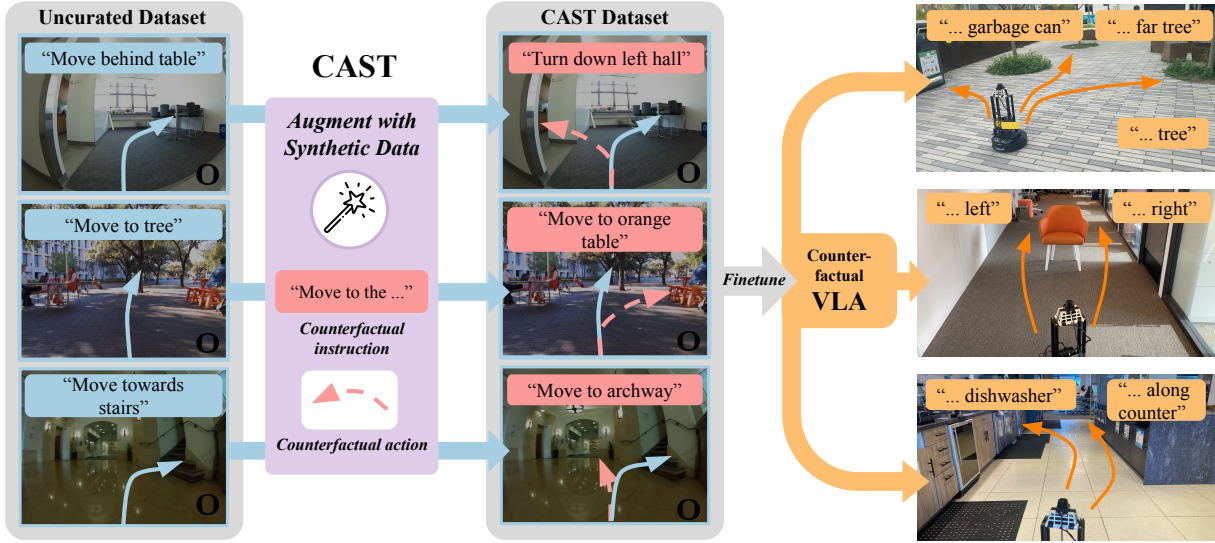 Uncurated Dataset
“Move behind table”
O
“Move to tree”
O
“Move towards
stairs”
O
CAST
Augment with
Synthetic Data
“Move to the ...”
Counterfactual
instruction
Counterfactual action
CAST Dataset
“Turn down left hall”
O
“Move to orange
table”
O
“Move to archway”
O
Finetune
Counter-
factual
VLA
“... garbage can”
“... far tree”
“... tree”
“... left”
“... right”
“... dishwasher”
“... along
counter”